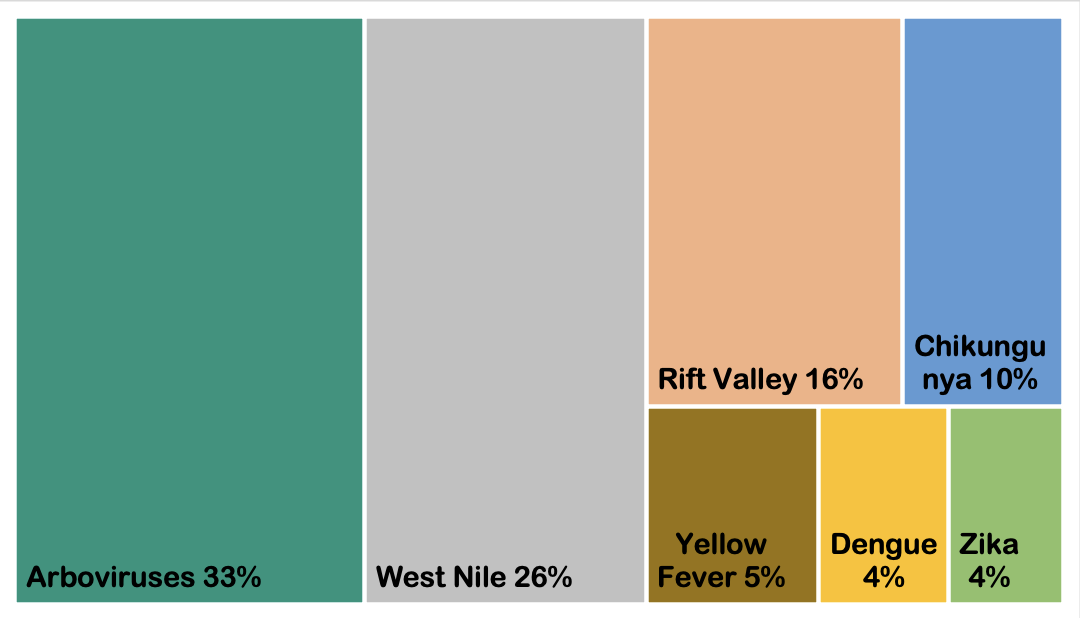 Arboviruses 33%
West Nile 26%
Rift Valley 16%
Chikungu
nya 10%
Yellow
Fever 5%
Dengue
4%
Zika
4%